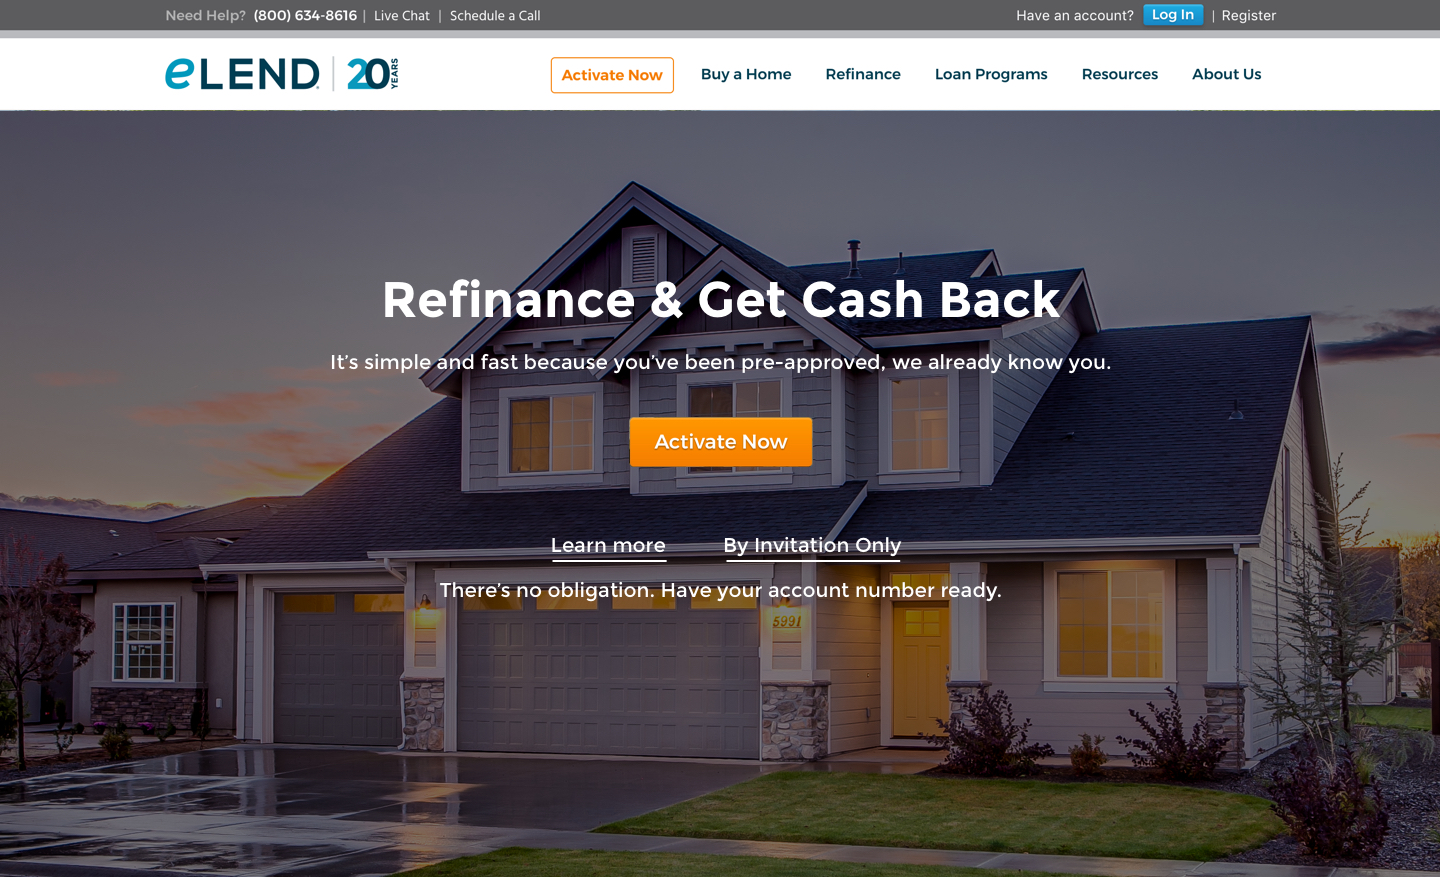 Need Help? (800) 634-8616 | Live Chat | Schedule a Call
Have an account? Log In | Register
eLEND | 20 YEARS
Activate Now Buy a Home Refinance Loan Programs Resources About Us
Refinance & Get Cash Back
It’s simple and fast because you’ve been pre-approved, we already know you.
Activate Now
Learn more By Invitation Only
There’s no obligation. Have your account number ready.
5991